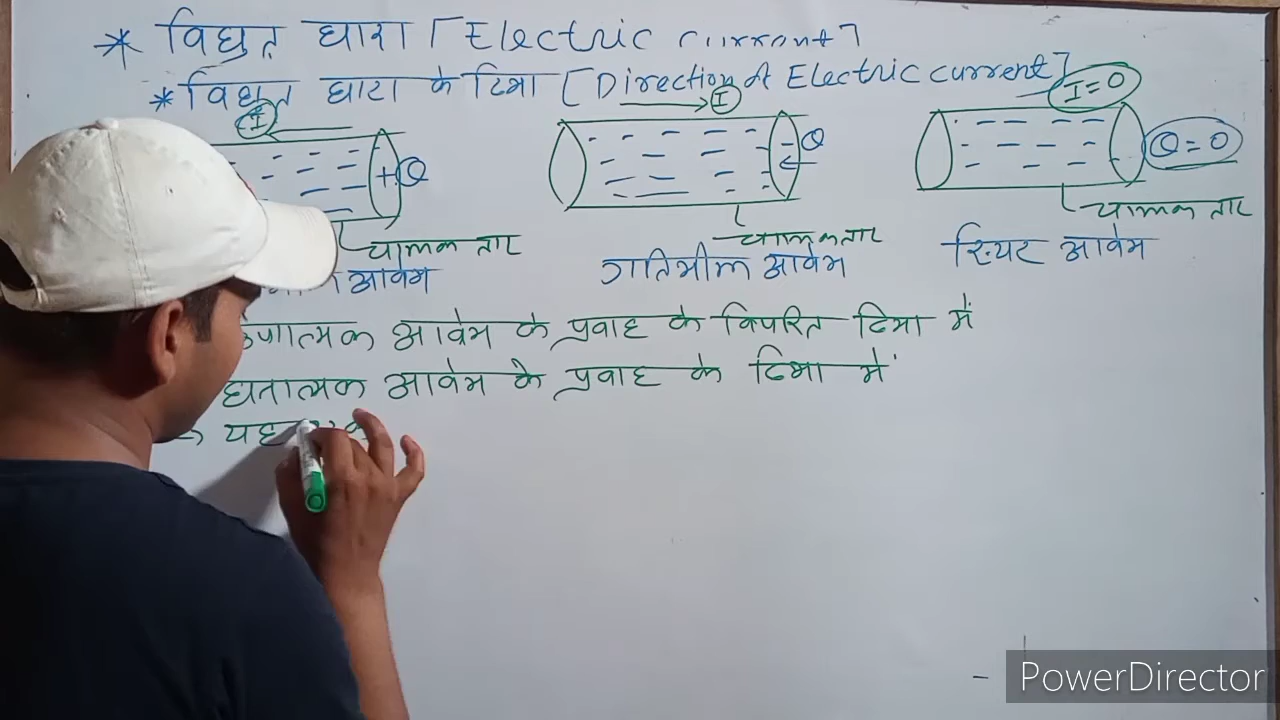 * विधुत् धारा [Electric current]
* विधुत धारा के दिशा [Direction of Electric current]
I
I
I=0
+Q
-Q
Q=0
चालक तार
चालक तार
चालक तार
आवेश
गतिशील आवेश
स्थिर आवेश
ऋणात्मक आवेश के प्रवाह के विपरित दिशा में
धनात्मक आवेश के प्रवाह के दिशा में
→ यह
PowerDirector